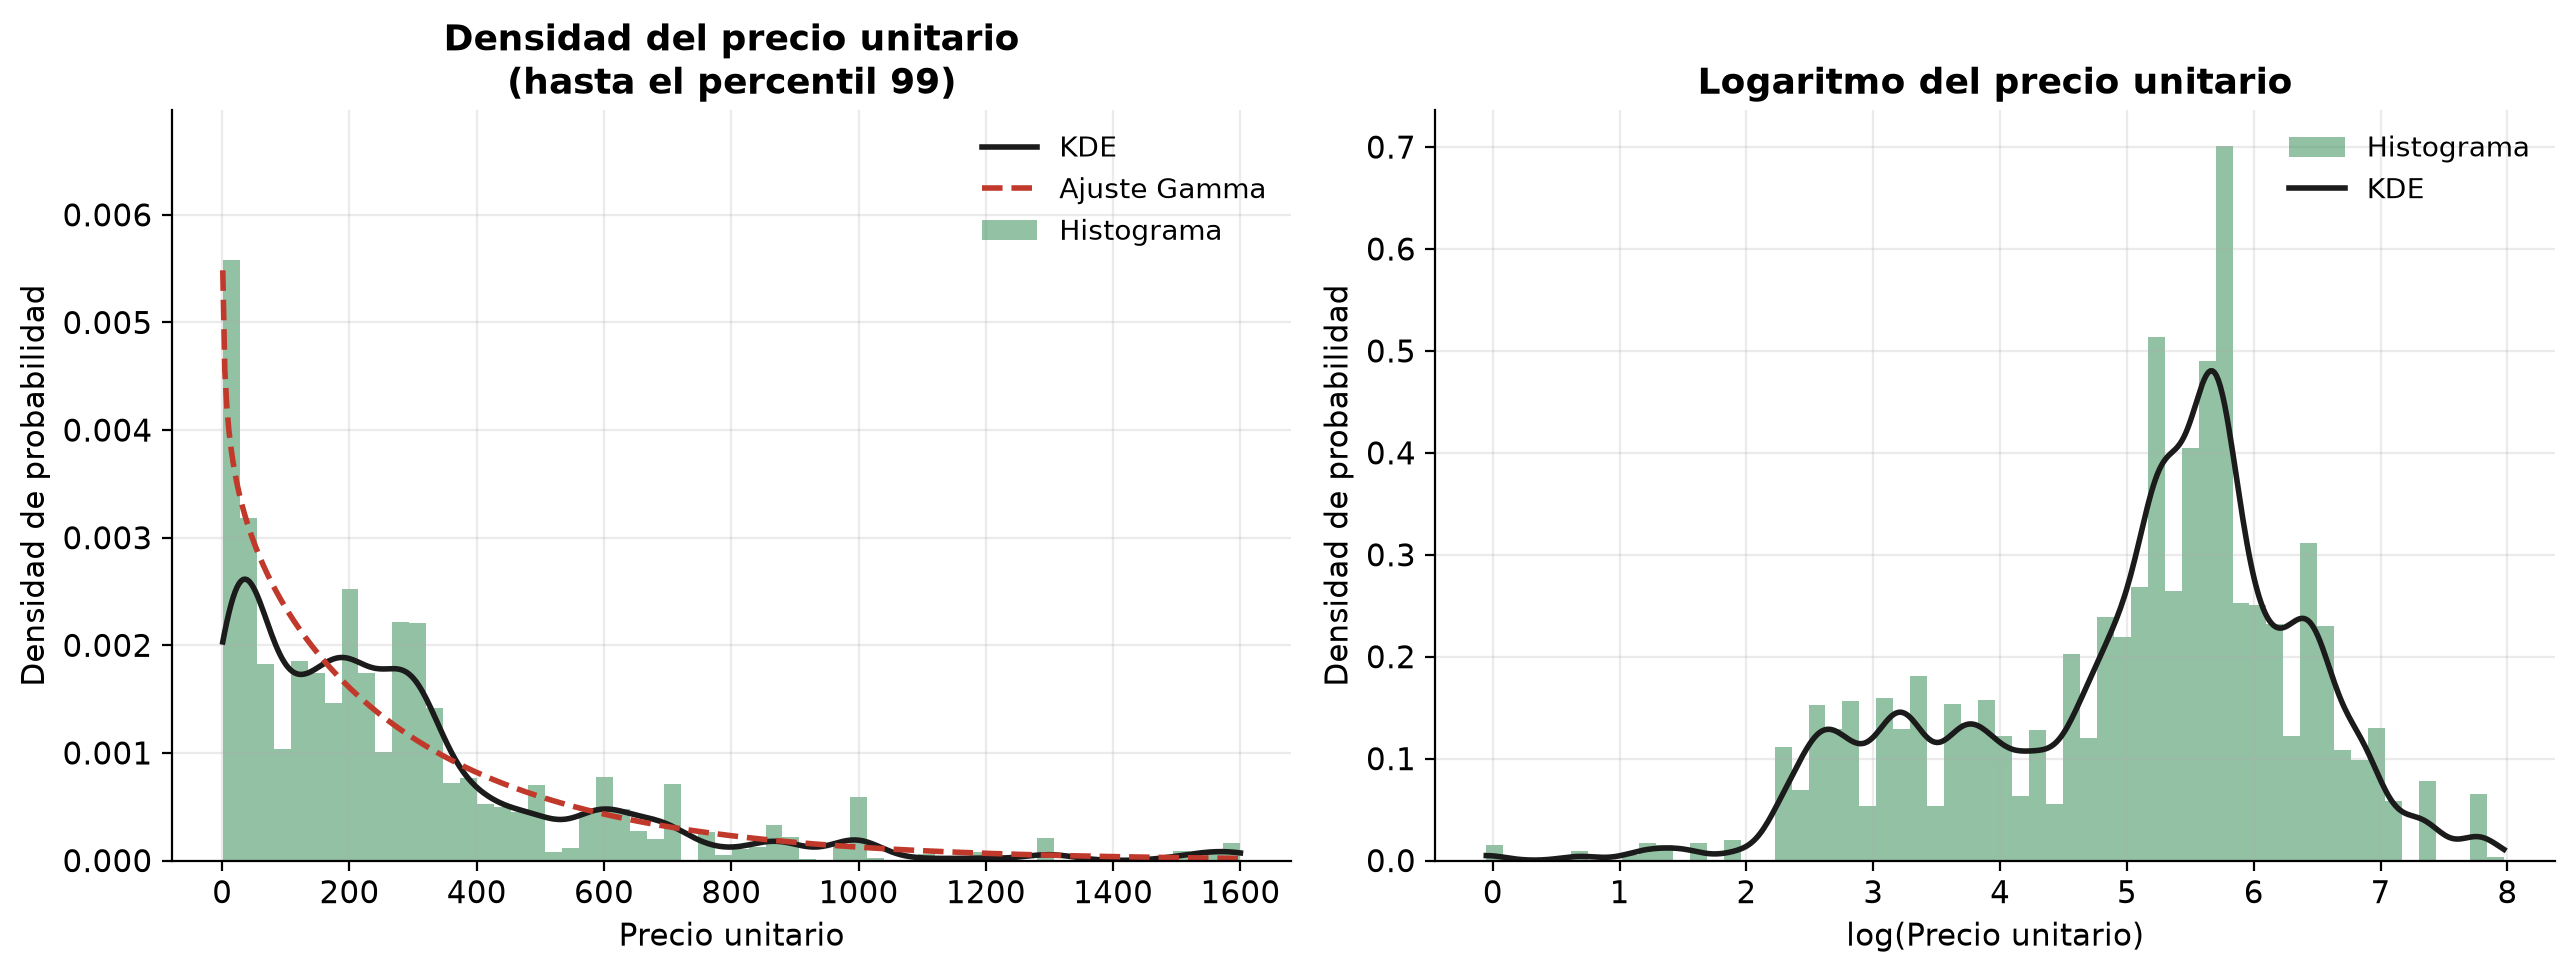 Densidad del precio unitario
(hasta el percentil 99)
KDE
Ajuste Gamma
Histograma
Densidad de probabilidad
0.006
0.005
0.004
0.003
0.002
0.001
0.000
0 200 400 600 800 1000 1200 1400 1600
Precio unitario
Logaritmo del precio unitario
Histograma
KDE
Densidad de probabilidad
0.7
0.6
0.5
0.4
0.3
0.2
0.1
0.0
0 1 2 3 4 5 6 7 8
log(Precio unitario)